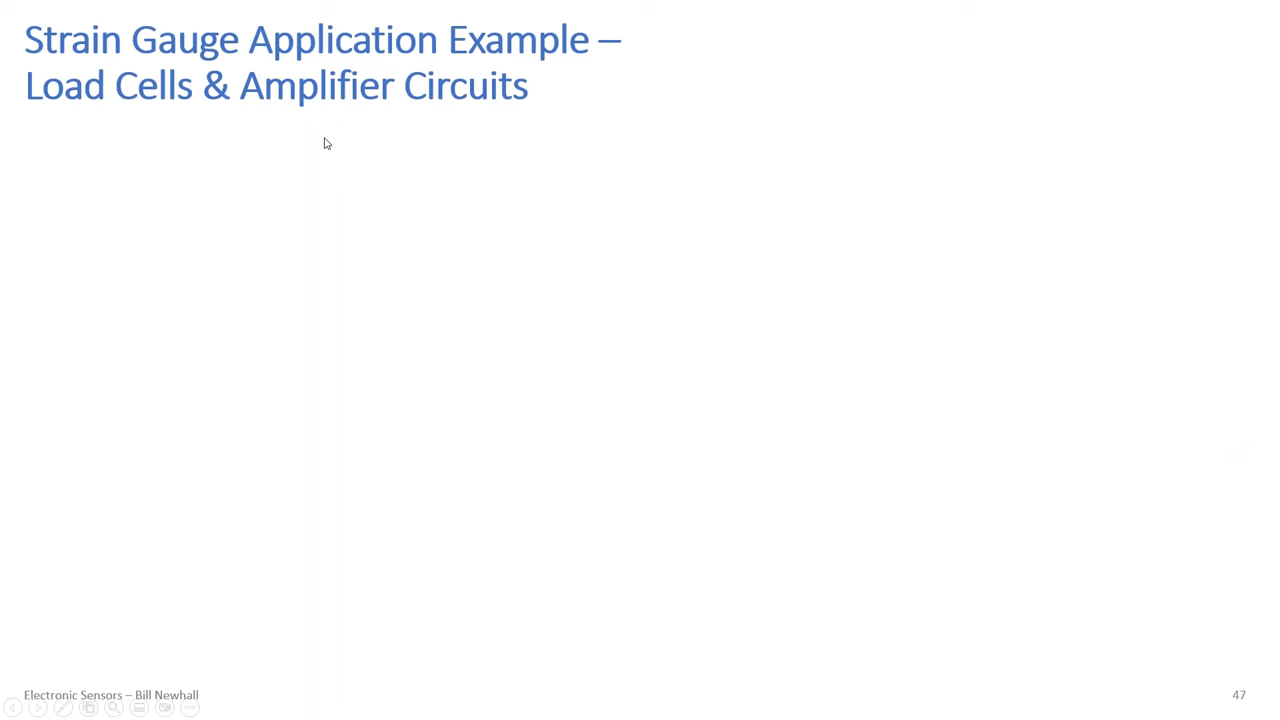 Strain Gauge Application Example –
Load Cells & Amplifier Circuits
Electronic Sensors – Bill Newhall
47